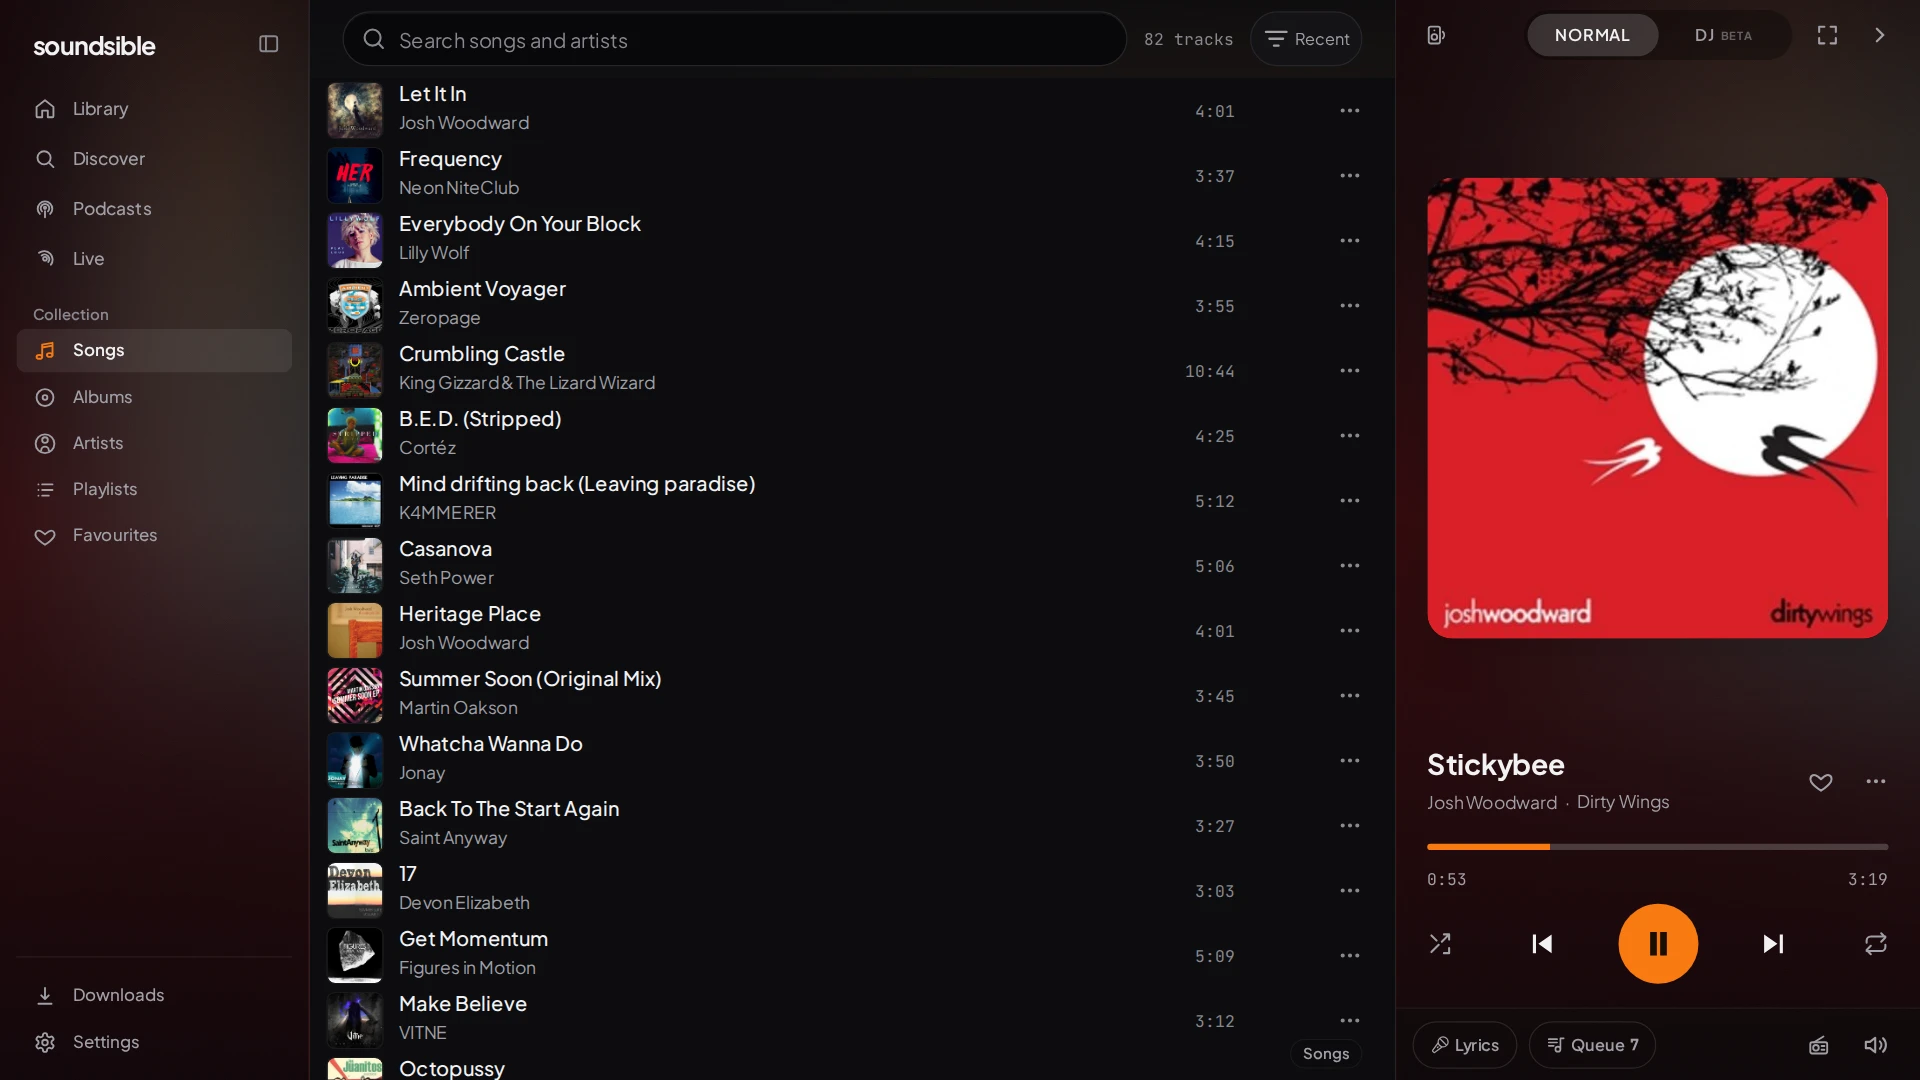 soundsible
Library
Discover
Podcasts
Live
Collection
Songs
Albums
Artists
Playlists
Favourites
Downloads
Settings
Search songs and artists
82 tracks
Recent
Let It In
Josh Woodward
4:01
HER
Frequency
Neon NiteClub
3:37
Everybody On Your Block
Lilly Wolf
4:15
Ambient Voyager
Zeropage
3:55
Crumbling Castle
King Gizzard & The Lizard Wizard
10:44
STRIPPED
B.E.D. (Stripped)
Cortéz
4:25
Mind drifting back (Leaving paradise)
K4MMERER
5:12
Casanova
Seth Power
5:06
Heritage Place
Josh Woodward
4:01
Summer Soon (Original Mix)
Martin Oakson
3:45
Whatcha Wanna Do
Jonay
3:50
SaintAnyway
Back To The Start Again
Saint Anyway
3:27
Devon
Elizabeth
17
Devon Elizabeth
3:03
Get Momentum
Figures in Motion
5:09
Make Believe
VITNE
3:12
Juanitos
Octopussy
Songs
NORMAL
DJ BETA
joshwoodward
dirtywings
Stickybee
Josh Woodward · Dirty Wings
0:53
3:19
Lyrics
Queue 7